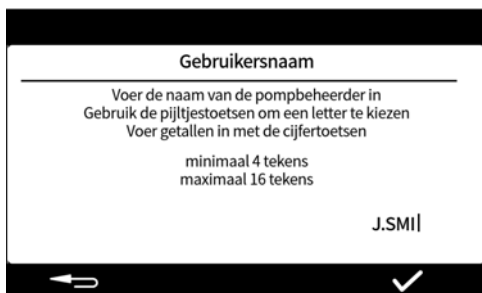 Gebruikersnaam
Voer de naam van de pompbeheerder in
Gebruik de pijltjestoetsen om een letter te kiezen
Voer getallen in met de cijfertoetsen
minimaal 4 tekens
maximaal 16 tekens
J.SMI